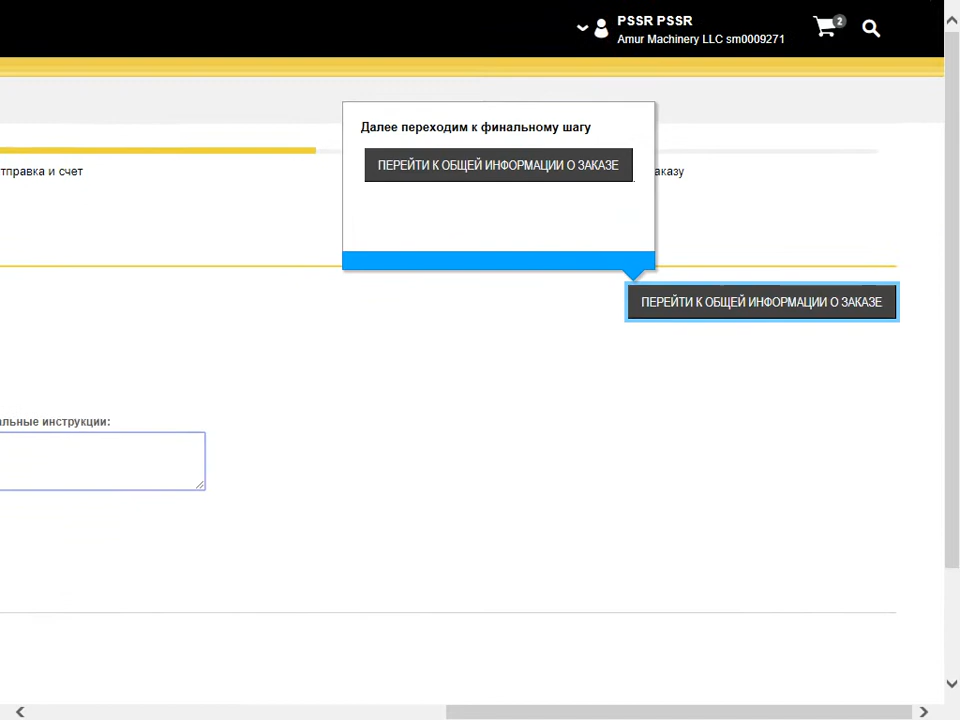 PSSR PSSR
Amur Machinery LLC sm0009271
2
Далее переходим к финальному шагу
ПЕРЕЙТИ К ОБЩЕЙ ИНФОРМАЦИИ О ЗАКАЗЕ
тправка и счет
аказу
ПЕРЕЙТИ К ОБЩЕЙ ИНФОРМАЦИИ О ЗАКАЗЕ
альные инструкции: